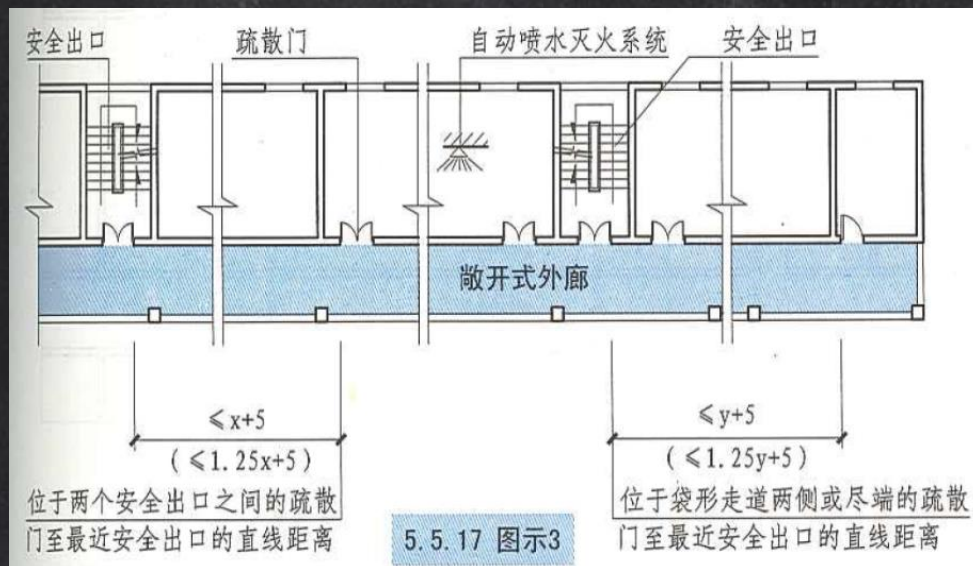 安全出口
疏散门
自动喷水灭火系统
安全出口
敞开式外廊
≤x+5
(≤1.25x+5)
位于两个安全出口之间的疏散
门至最近安全出口的直线距离
≤y+5
(≤1.25y+5)
位于袋形走道两侧或尽端的疏散
门至最近安全出口的直线距离
5.5.17 图示3